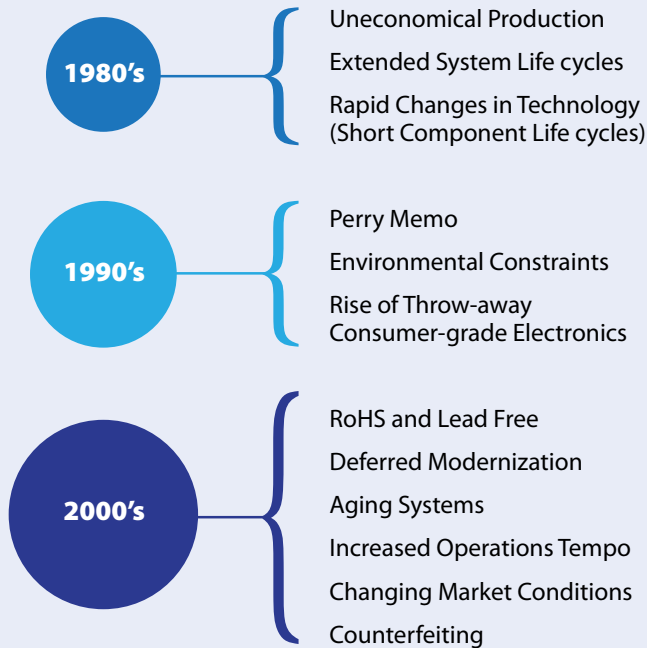 1980's
Uneconomical Production
Extended System Life cycles
Rapid Changes in Technology
(Short Component Life cycles)
1990's
Perry Memo
Environmental Constraints
Rise of Throw-away
Consumer-grade Electronics
2000's
RoHS and Lead Free
Deferred Modernization
Aging Systems
Increased Operations Tempo
Changing Market Conditions
Counterfeiting